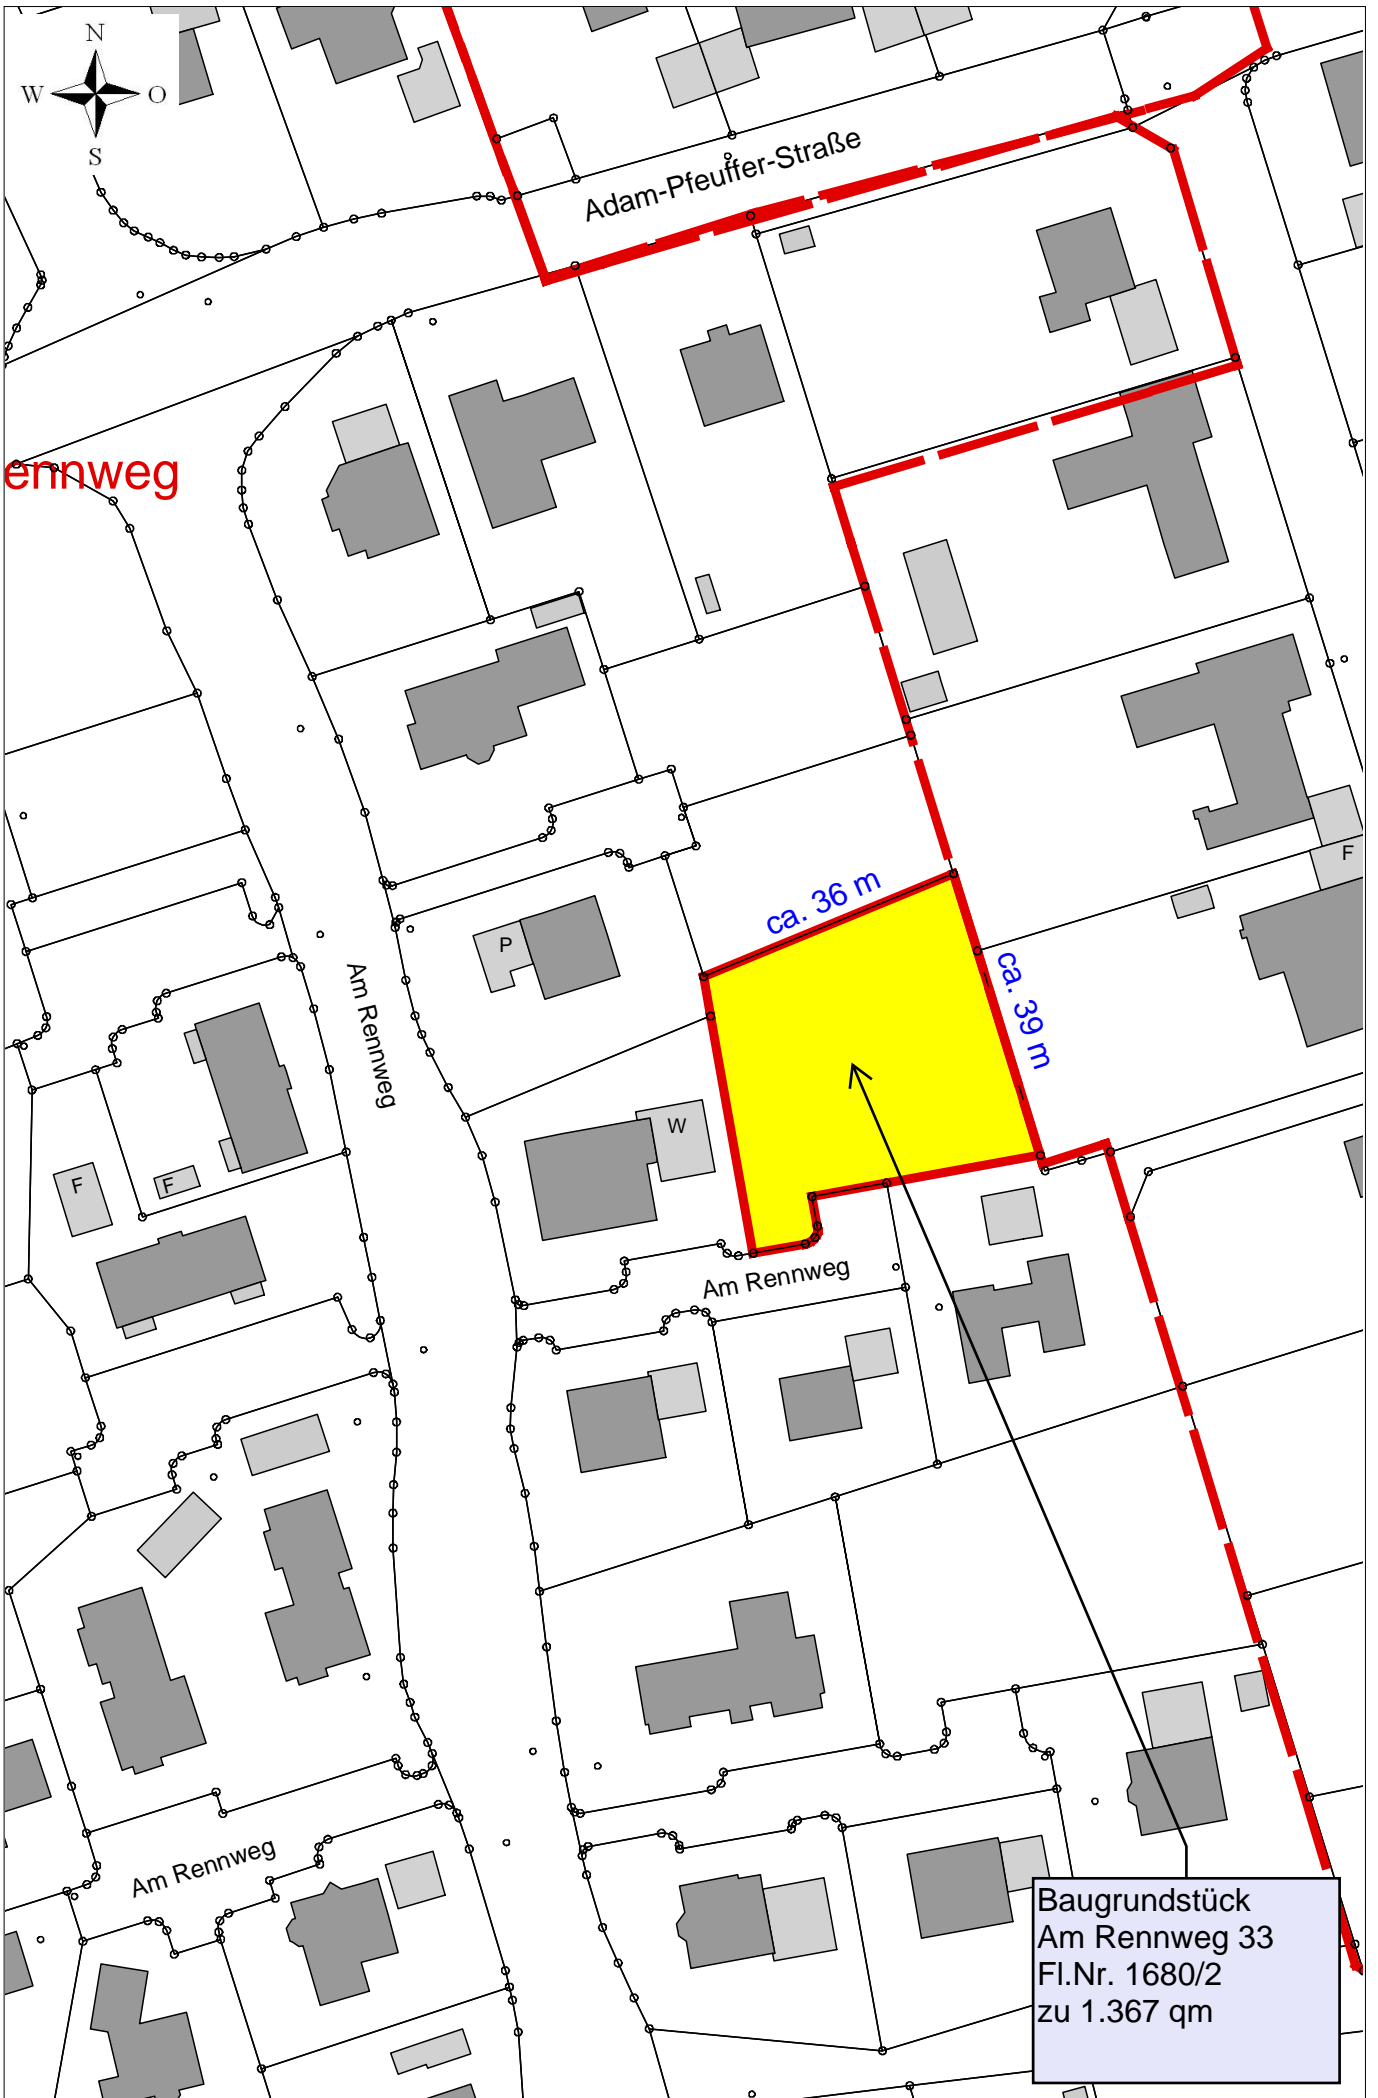 N
W
O
S
Adam-Pfeuffer-Straße
ennweg
F
ca. 36 m
P
Am Rennweg
ca. 39 m
W
F
F
Am Rennweg
Am Rennweg
Baugrundstück
Am Rennweg 33
Fl.Nr. 1680/2
zu 1.367 qm